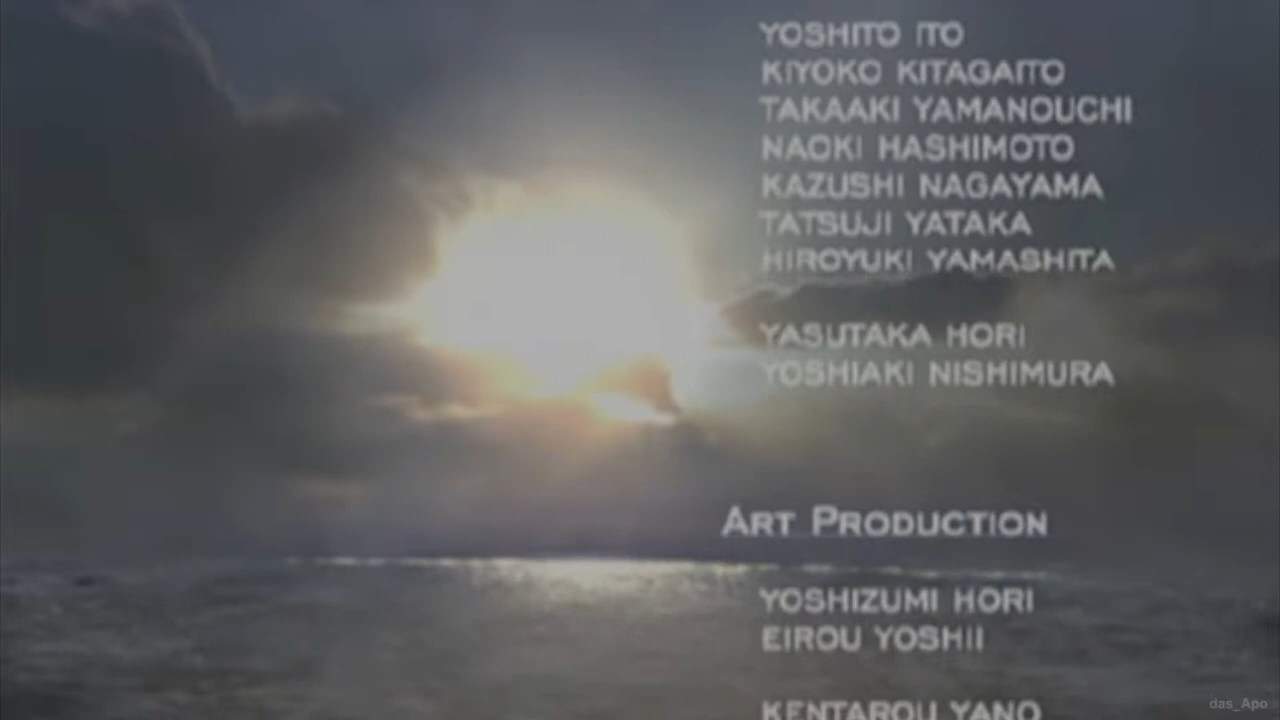 YOSHITO ITO
KIYOKO KITAGAITO
TAKAAKI YAMANOUCHI
NAOKI HASHIMOTO
KAZUSHI NAGAYAMA
TATSUJI YATAKA
HIROYUKI YAMASHITA
YASUTAKA HORI
YOSHIAKI NISHIMURA
ART PRODUCTION
YOSHIZUMI HORI
EIROU YOSHII
KENTAROU YANO
das_Apo